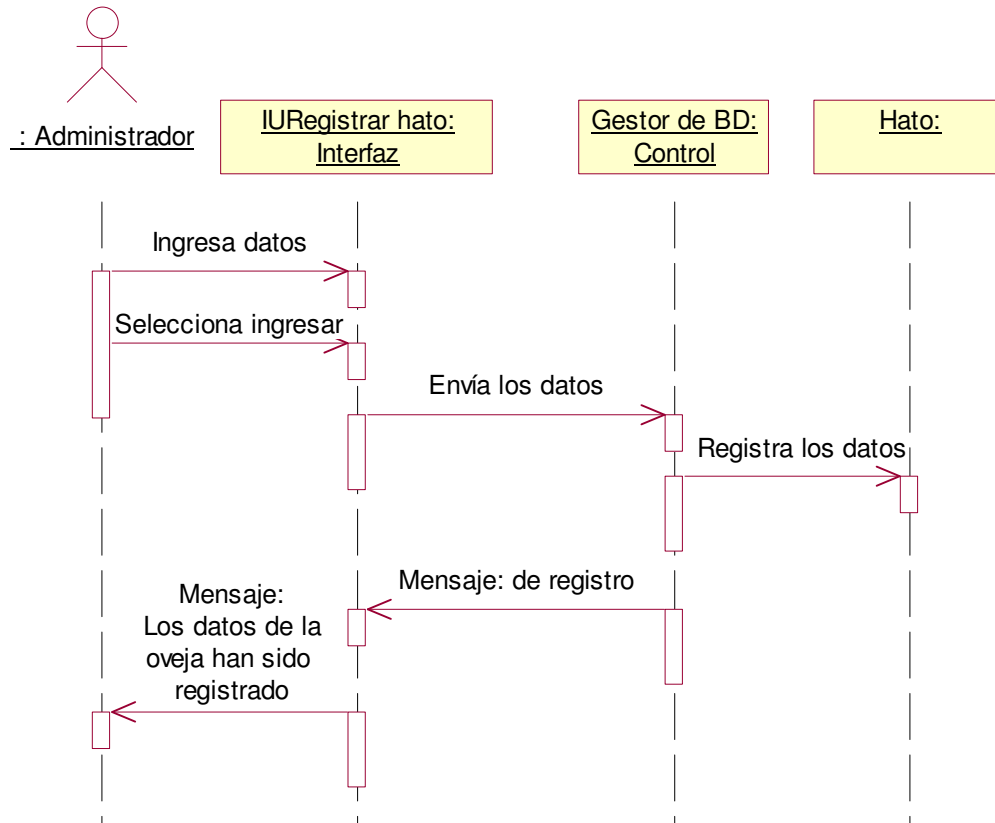 : Administrador
IURegistrar hato:
Interfaz
Gestor de BD:
Control
Hato:
Ingresa datos
Selecciona ingresar
Envía los datos
Registra los datos
Mensaje: de registro
Mensaje:
Los datos de la
oveja han sido
registrado